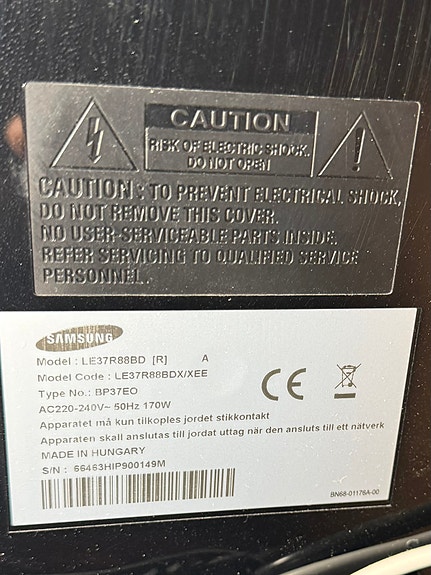 CAUTION
RISK OF ELECTRIC SHOCK.
DO NOT OPEN
CAUTION : TO PREVENT ELECTRICAL SHOCK,
DO NOT REMOVE THIS COVER.
NO USER-SERVICEABLE PARTS INSIDE.
REFER SERVICING TO QUALIFIED SERVICE
PERSONNEL.
SAMSUNG
Model : LE37R88BD [R] A
Model Code : LE37R88BDX/XEE
Type No.: BP37EO
AC220-240V~ 50Hz 170W
Apparatet må kun tilkoples jordet stikkontakt
Apparaten skall anslutas till jordat uttag när den ansluts till ett nätverk
MADE IN HUNGARY
S/N : 66463HIP900149M
CE
BN68-01176A-00